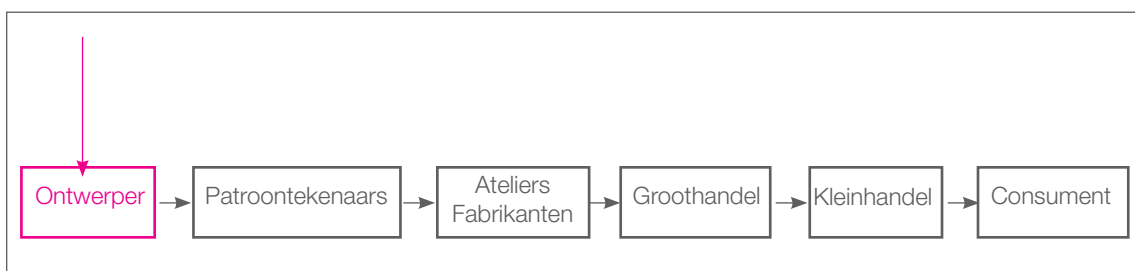 Ontwerper
Patroontekenaars
Ateliers
Fabrikanten
Groothandel
Kleinhandel
Consument